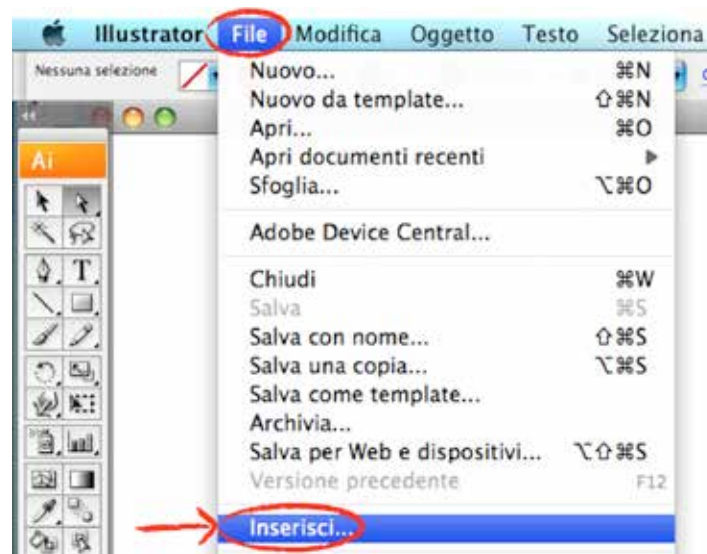 Illustrator File Modifica Oggetto Testo Seleziona
Nessuna selezione
Ai
T
Nuovo... ⌘N
Nuovo da template... ⇧⌘N
Apri... ⌘O
Apri documenti recenti ▶
Sfoglia... ⌥⌘O
Adobe Device Central...
Chiudi ⌘W
Salva ⌘S
Salva con nome... ⇧⌘S
Salva una copia... ⌥⌘S
Salva come template...
Archivia...
Salva per Web e dispositivi... ⌥⇧⌘S
Versione precedente F12
Inserisci...